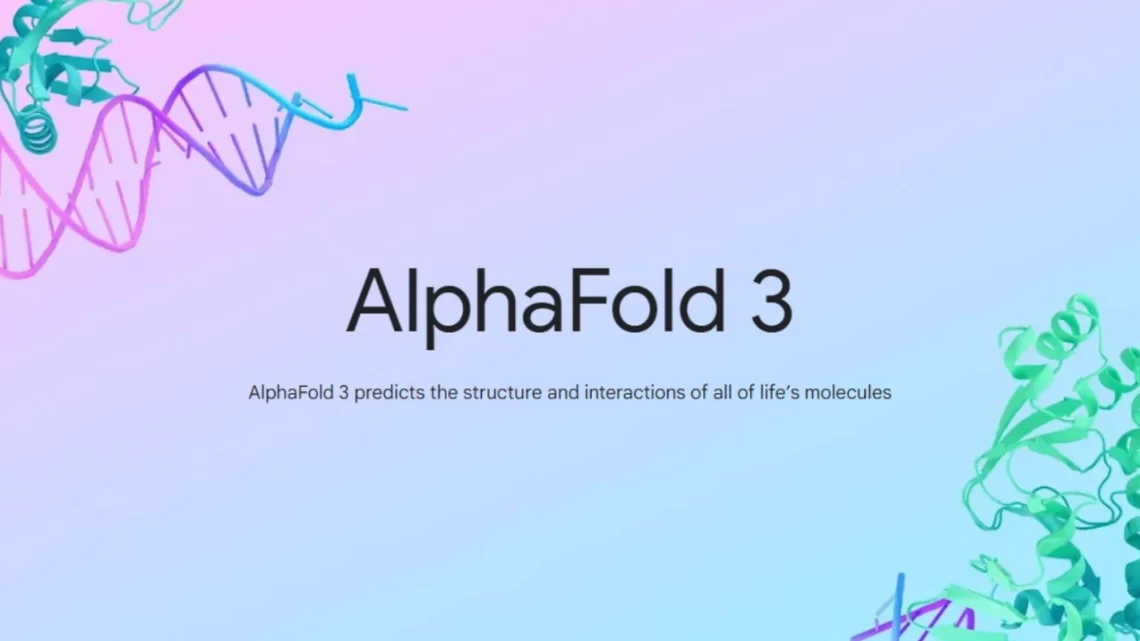 AlphaFold 3
AlphaFold 3 predicts the structure and interactions of all of life’s molecules